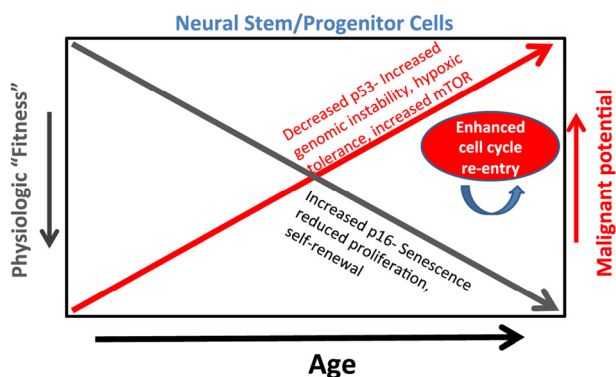 Neural Stem/Progenitor Cells
Physiologic “Fitness”
Decreased p53- Increased
genomic instability, hypoxic
tolerance, increased mTOR
Increased p16- Senescence
reduced proliferation,
self-renewal
Enhanced
cell cycle
re-entry
Malignant potential
Age